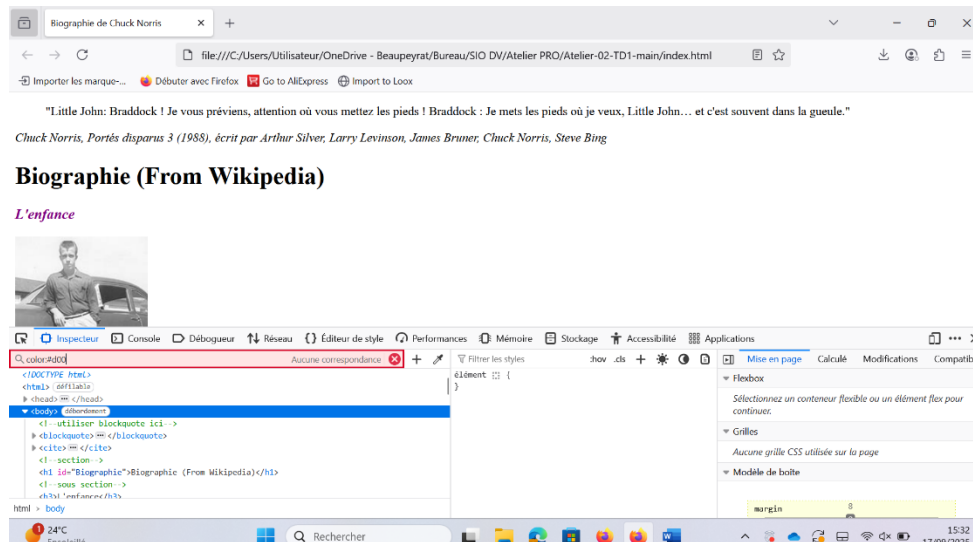 Biographie de Chuck Norris
file:///C:/Users/Utilisateur/OneDrive - Beaupeyrat/Bureau/SIO DV/Atelier PRO/Atelier-02-TD1-main/index.html
Importer les marque-... Débuter avec Firefox Go to AliExpress Import to Loox
"Little John: Braddock ! Je vous préviens, attention où vous mettez les pieds ! Braddock : Je mets les pieds où je veux, Little John… et c'est souvent dans la gueule."
Chuck Norris, Portés disparus 3 (1988), écrit par Arthur Silver, Larry Levinson, James Bruner, Chuck Norris, Steve Bing
Biographie (From Wikipedia)
L'enfance
Inspecteur Console Débogueur Réseau {} Éditeur de style Performances Mémoire Stockage Accessibilité Applications
color:#d00 Aucune correspondance
Filtrer les styles :hov .cls
Mise en page Calculé Modifications Compatib
<!DOCTYPE html>
<html> défilable
<head> </head>
<body> débordement
<!--utiliser blockquote ici-->
<blockquote> </blockquote>
<cite> </cite>
<!--section-->
<h1 id="Biographie">Biographie (From Wikipedia)</h1>
<!--sous section-->
<h3>L'enfance</h3>
html > body
élément {
}
Flexbox
Sélectionnez un conteneur flexible ou un élément flex pour
continuer.
Grilles
Aucune grille CSS utilisée sur la page
Modèle de boîte
margin 8
1
24°C
Ensoleillé
Rechercher
15:32
17/09/2025